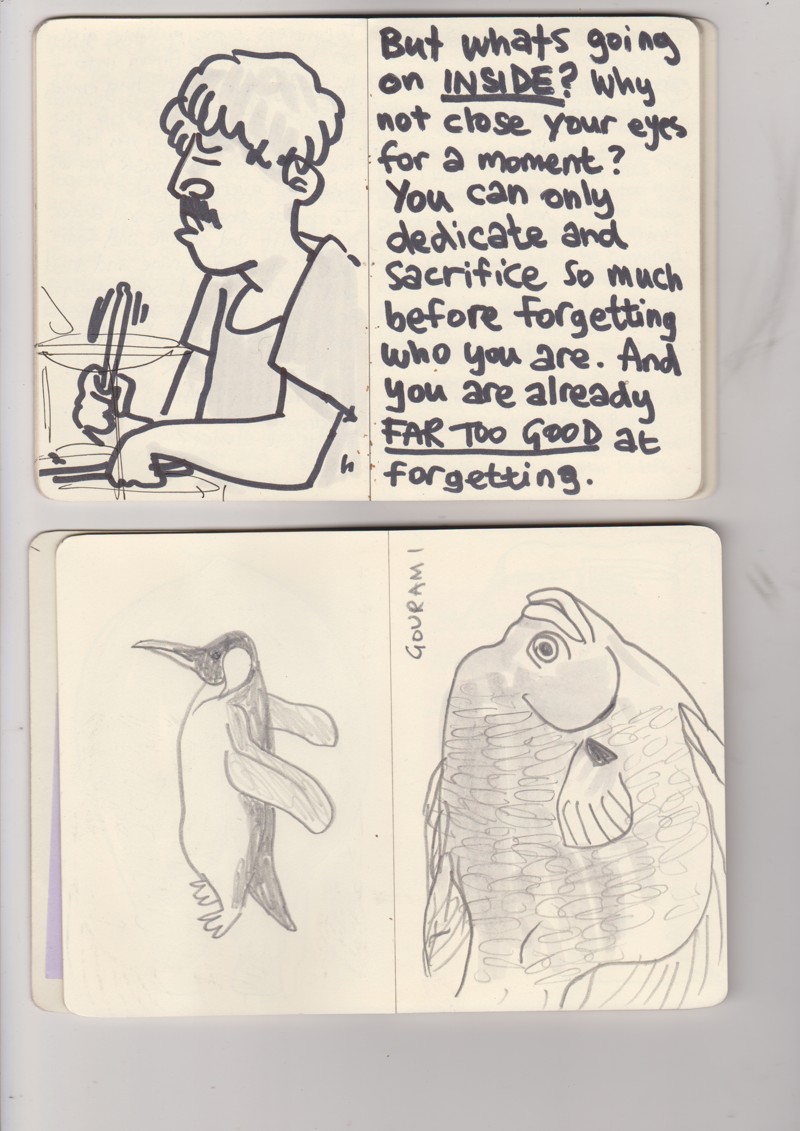 But whats going
on INSIDE? Why
not close your eyes
for a moment?
You can only
dedicate and
sacrifice so much
before forgetting
who you are. And
you are already
FAR TOO GOOD at
forgetting.
GOURAMI